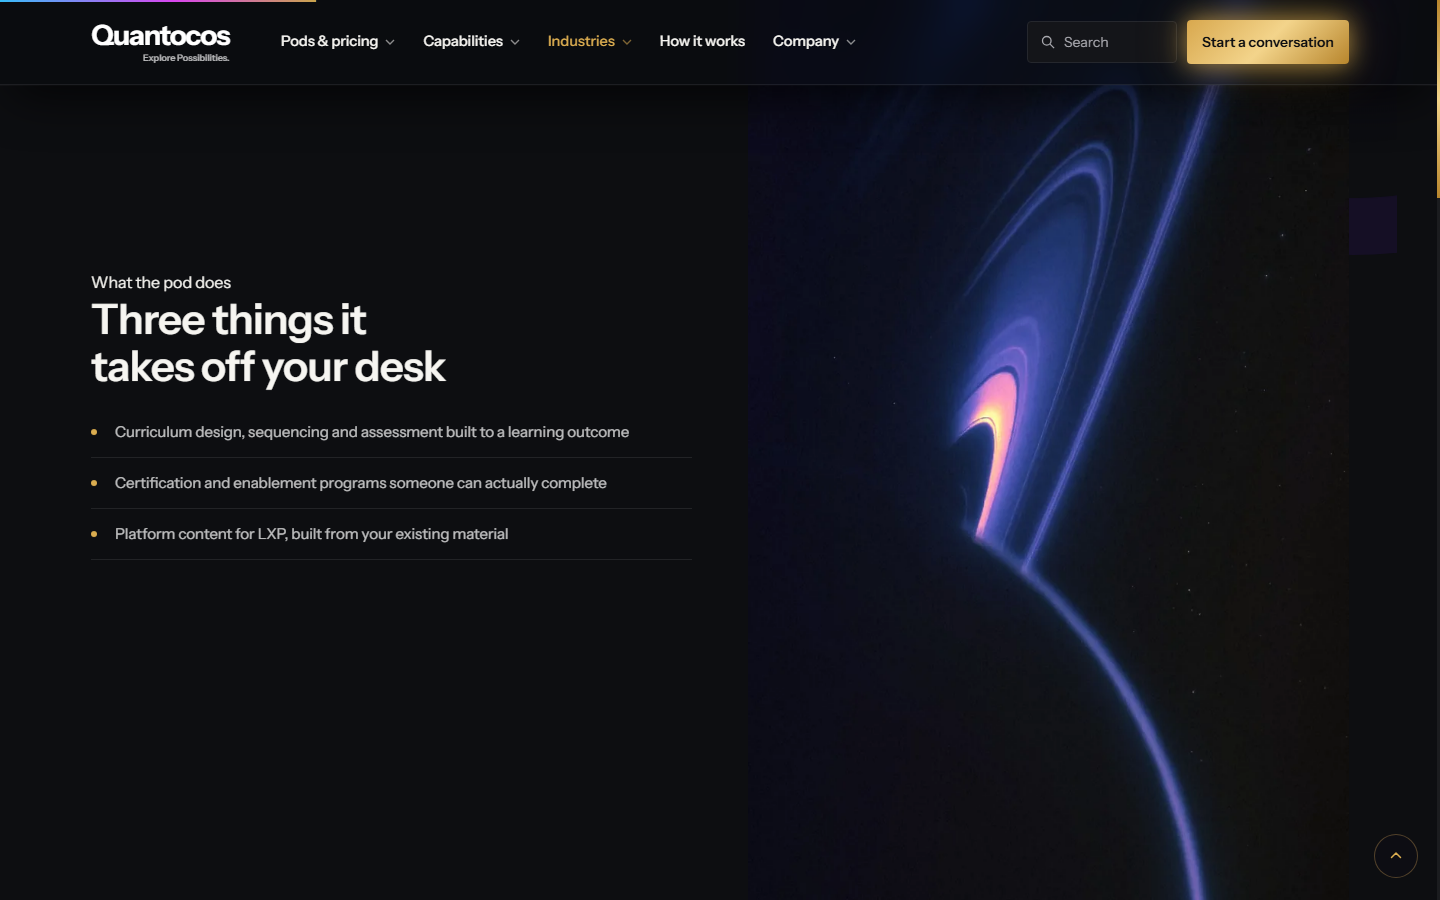 Quantocos
Explore Possibilities.
Pods & pricing
Capabilities
Industries
How it works
Company
Search
Start a conversation
What the pod does
Three things it
takes off your desk
Curriculum design, sequencing and assessment built to a learning outcome
Certification and enablement programs someone can actually complete
Platform content for LXP, built from your existing material